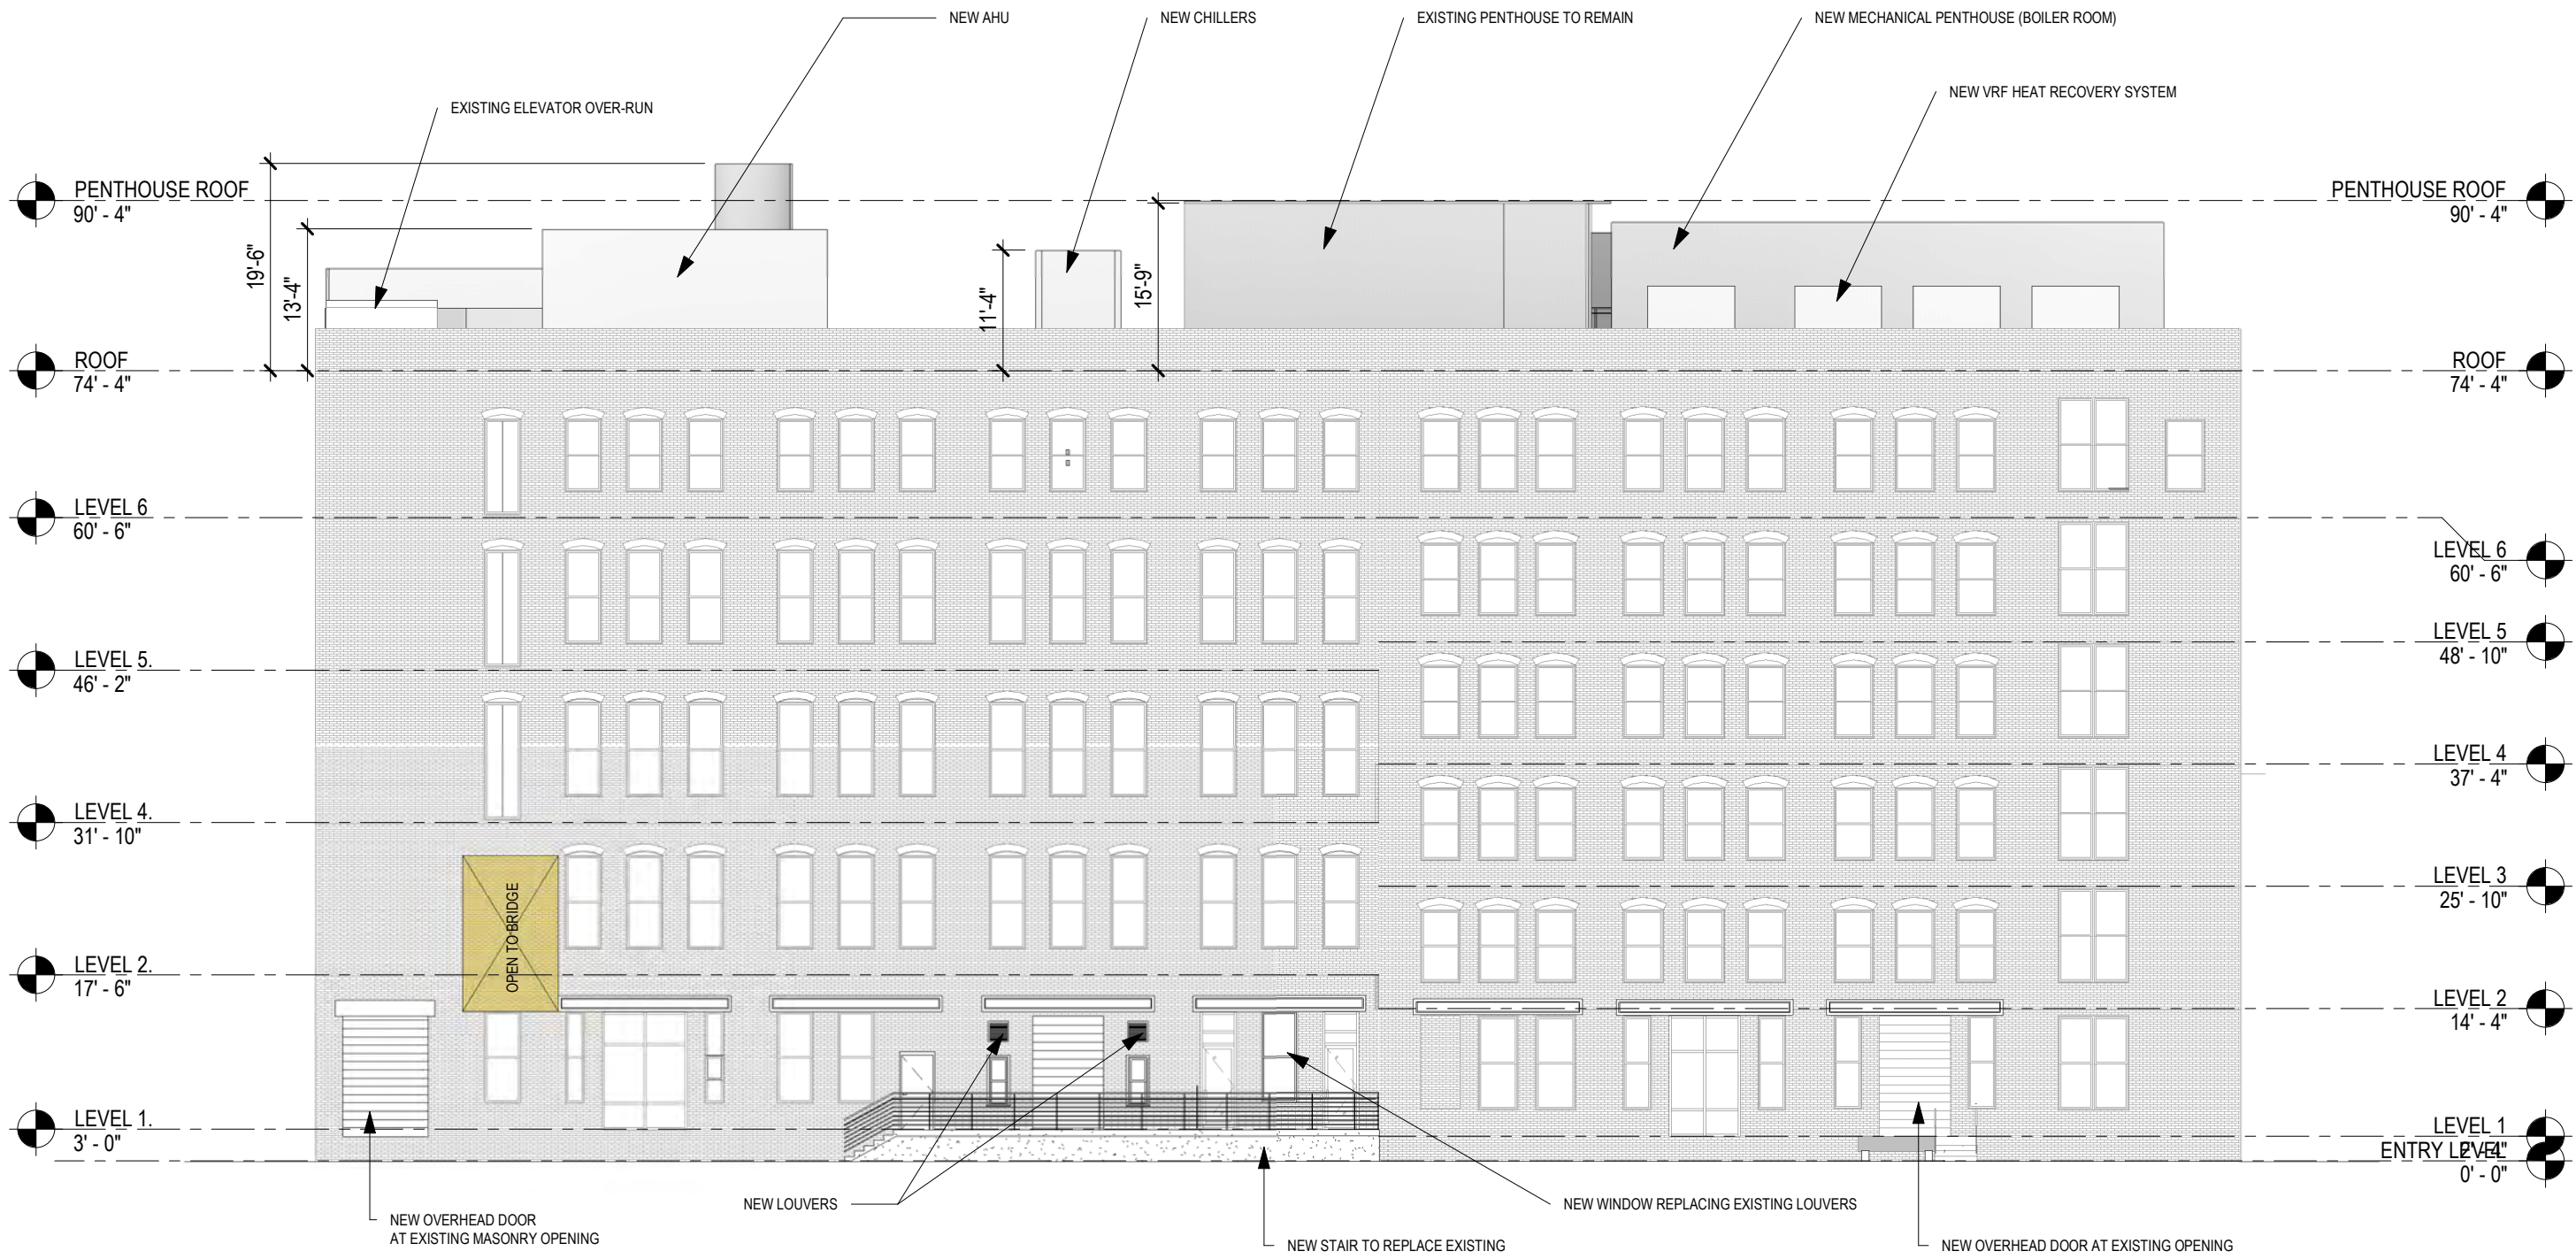 NEW AHU
NEW CHILLERS
EXISTING PENTHOUSE TO REMAIN
NEW MECHANICAL PENTHOUSE (BOILER ROOM)
NEW VRF HEAT RECOVERY SYSTEM
EXISTING ELEVATOR OVER-RUN
PENTHOUSE ROOF
90' - 4"
19'-6"
13'-4"
11'-4"
15'-9"
PENTHOUSE ROOF
90' - 4"
ROOF
74' - 4"
ROOF
74' - 4"
LEVEL 6
60' - 6"
LEVEL 6
60' - 6"
LEVEL 5.
46' - 2"
LEVEL 5
48' - 10"
LEVEL 4.
31' - 10"
LEVEL 4
37' - 4"
OPEN TO BRIDGE
LEVEL 3
25' - 10"
LEVEL 2.
17' - 6"
LEVEL 2
14' - 4"
LEVEL 1.
3' - 0"
LEVEL 1
ENTRY LEVEL
0' - 0"
NEW LOUVERS
NEW WINDOW REPLACING EXISTING LOUVERS
NEW OVERHEAD DOOR
AT EXISTING MASONRY OPENING
NEW STAIR TO REPLACE EXISTING
NEW OVERHEAD DOOR AT EXISTING OPENING